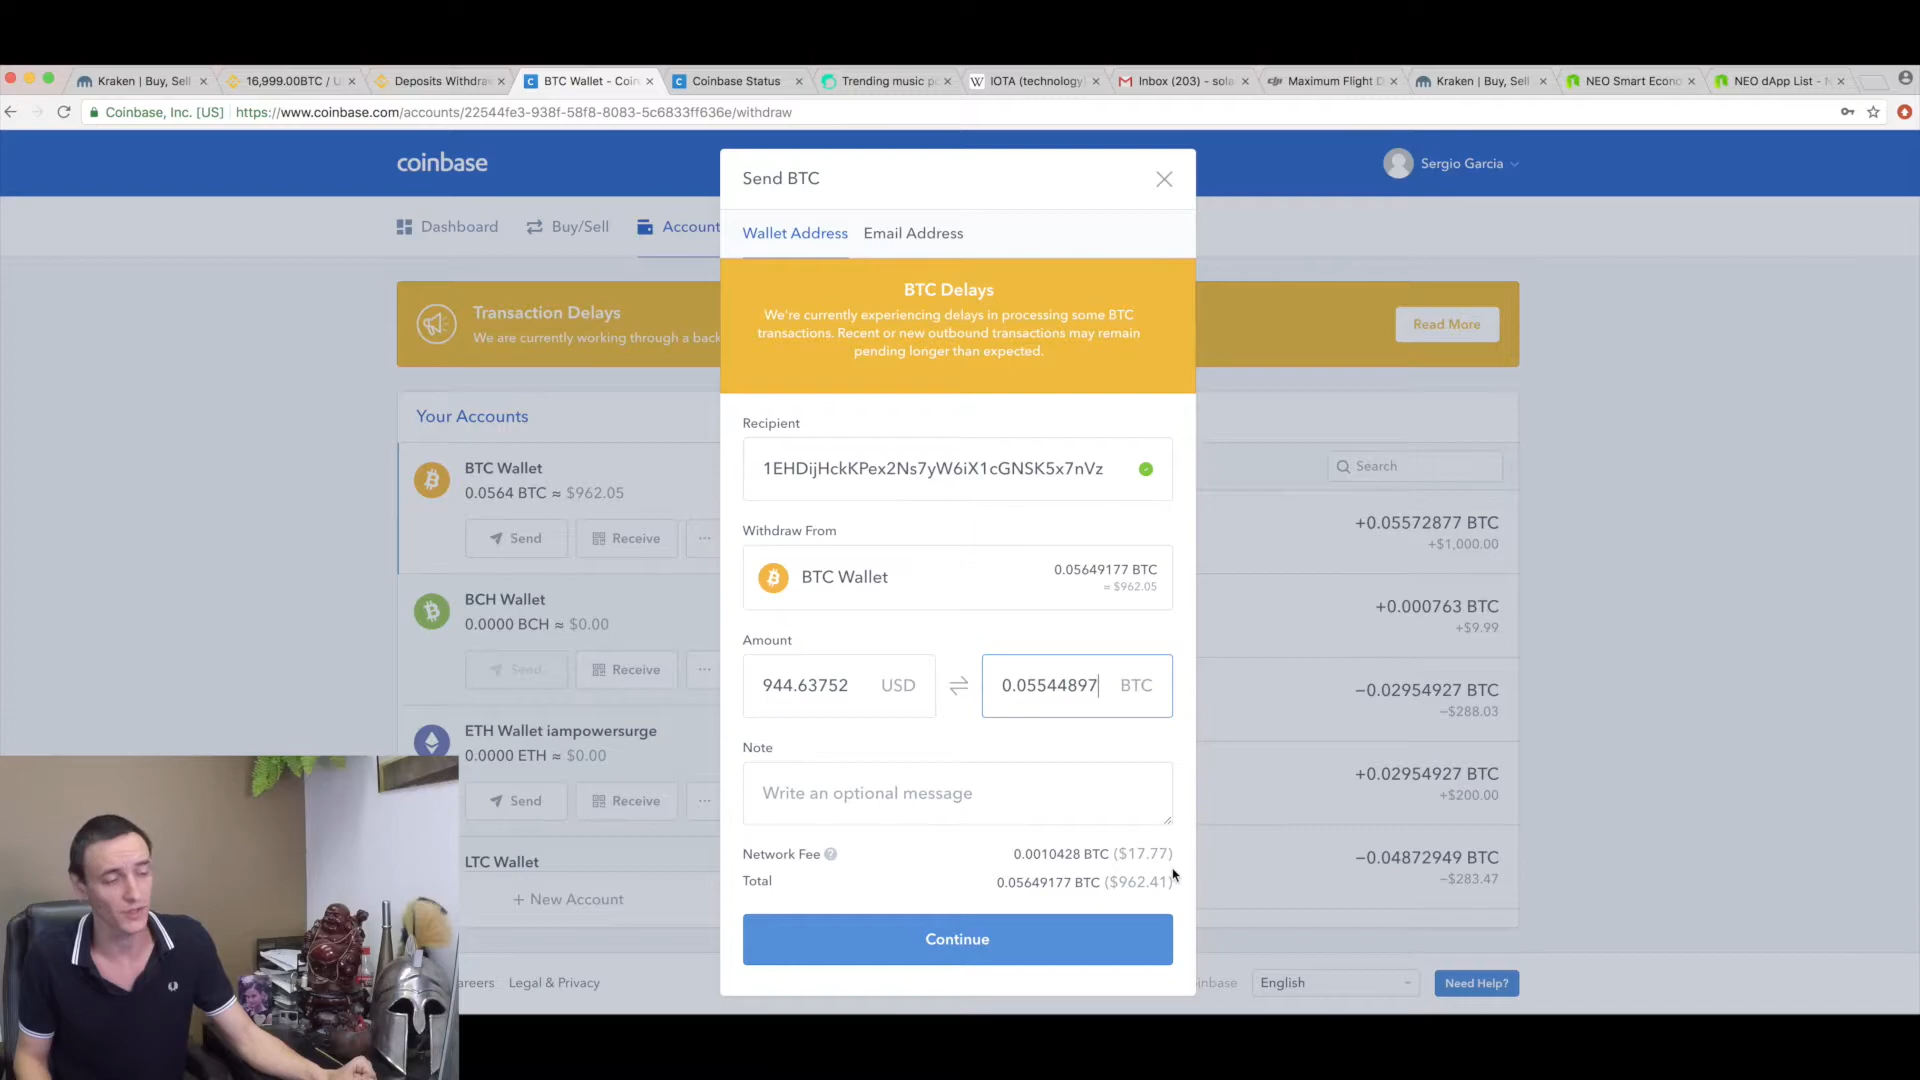 Kraken | Buy, Sell
16,999.00BTC / U
Deposits Withdraw
BTC Wallet - Coin
Coinbase Status
Trending music p
IOTA (technology)
Inbox (203) - sola
Maximum Flight D
Kraken | Buy, Sell
NEO Smart Econo
NEO dApp List - N
Coinbase, Inc. [US] https://www.coinbase.com/accounts/22544fe3-938f-58f8-8083-5c6833ff636e/withdraw
coinbase
Sergio Garcia
Dashboard
Buy/Sell
Account
Transaction Delays
We are currently working through a back
Read More
Your Accounts
BTC Wallet
0.0564 BTC ≈ $962.05
Send
Receive
BCH Wallet
0.0000 BCH ≈ $0.00
Send
Receive
ETH Wallet iampowersurge
0.0000 ETH ≈ $0.00
Send
Receive
LTC Wallet
+ New Account
Send BTC
Wallet Address
Email Address
BTC Delays
We're currently experiencing delays in processing some BTC
transactions. Recent or new outbound transactions may remain
pending longer than expected.
Recipient
1EHDijHckKPex2Ns7yW6iX1cGNSK5x7nVz
Withdraw From
BTC Wallet
0.05649177 BTC
≈ $962.05
Amount
944.63752 USD
0.05544897 BTC
Note
Write an optional message
Network Fee
0.0010428 BTC ($17.77)
Total
0.05649177 BTC ($962.41)
Continue
Search
+0.05572877 BTC
+$1,000.00
+0.000763 BTC
+$9.99
−0.02954927 BTC
−$288.03
+0.02954927 BTC
+$200.00
−0.04872949 BTC
−$283.47
areers
Legal & Privacy
inbase
English
Need Help?